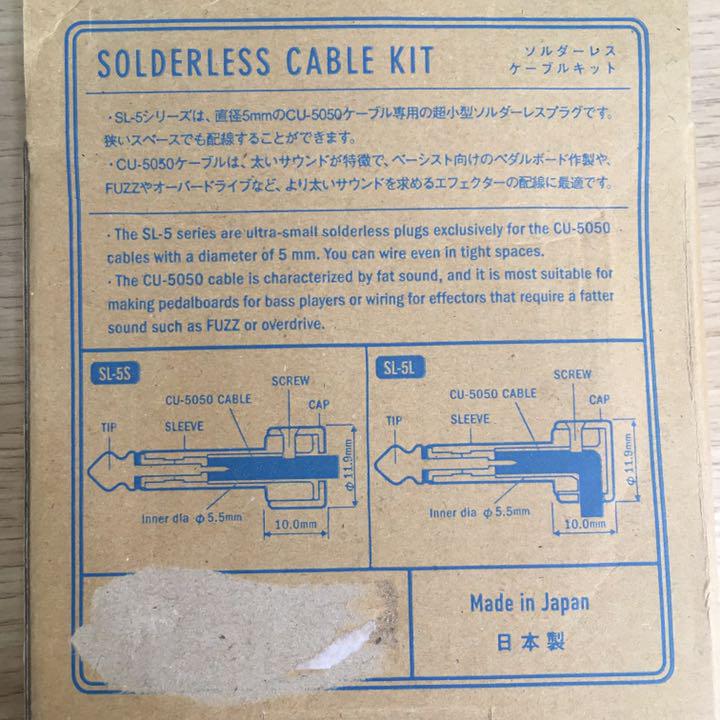 SOLDERLESS CABLE KIT
ソルダーレス
ケーブルキット
・SL-5シリーズは、直径5mmのCU-5050ケーブル専用の超小型ソルダーレスプラグです。
狭いスペースでも配線することができます。
・CU-5050ケーブルは、太いサウンドが特徴で、ベーシスト向けのペダルボード作製や、
FUZZやオーバードライブなど、より太いサウンドを求めるエフェクターの配線に最適です。
· The SL-5 series are ultra-small solderless plugs exclusively for the CU-5050
cables with a diameter of 5 mm. You can wire even in tight spaces.
· The CU-5050 cable is characterized by fat sound, and it is most suitable for
making pedalboards for bass players or wiring for effectors that require a fatter
sound such as FUZZ or overdrive.
SL-5S
SCREW
CU-5050 CABLE
CAP
TIP
SLEEVE
φ11.9mm
Inner dia φ5.5mm
10.0mm
SL-5L
SCREW
CU-5050 CABLE
CAP
TIP
SLEEVE
φ11.9mm
Inner dia φ5.5mm
10.0mm
Made in Japan
日本製